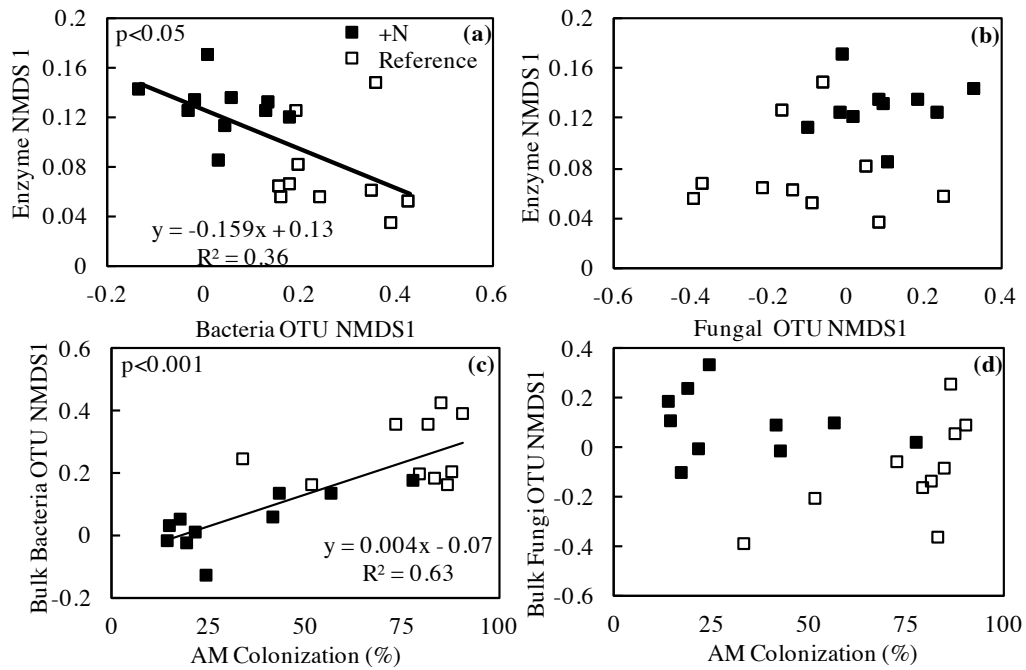 0.2
0.16
0.12
0.08
0.04
0
Enzyme NMDS 1
p<0.05
+N
Reference
(a)
y = -0.159x + 0.13
R² = 0.36
-0.2
0
0.2
0.4
0.6
Bacteria OTU NMDS1
0.2
0.16
0.12
0.08
0.04
0
Enzyme NMDS 1
(b)
-0.6
-0.4
-0.2
0
0.2
0.4
Fungal OTU NMDS1
0.6
0.4
0.2
0
-0.2
Bulk Bacteria OTU NMDS1
p<0.001
(c)
y = 0.004x - 0.07
R² = 0.63
0
25
50
75
100
AM Colonization (%)
0.4
0.2
0
-0.2
-0.4
-0.6
Bulk Fungi OTU NMDS1
(d)
0
25
50
75
100
AM Colonization (%)